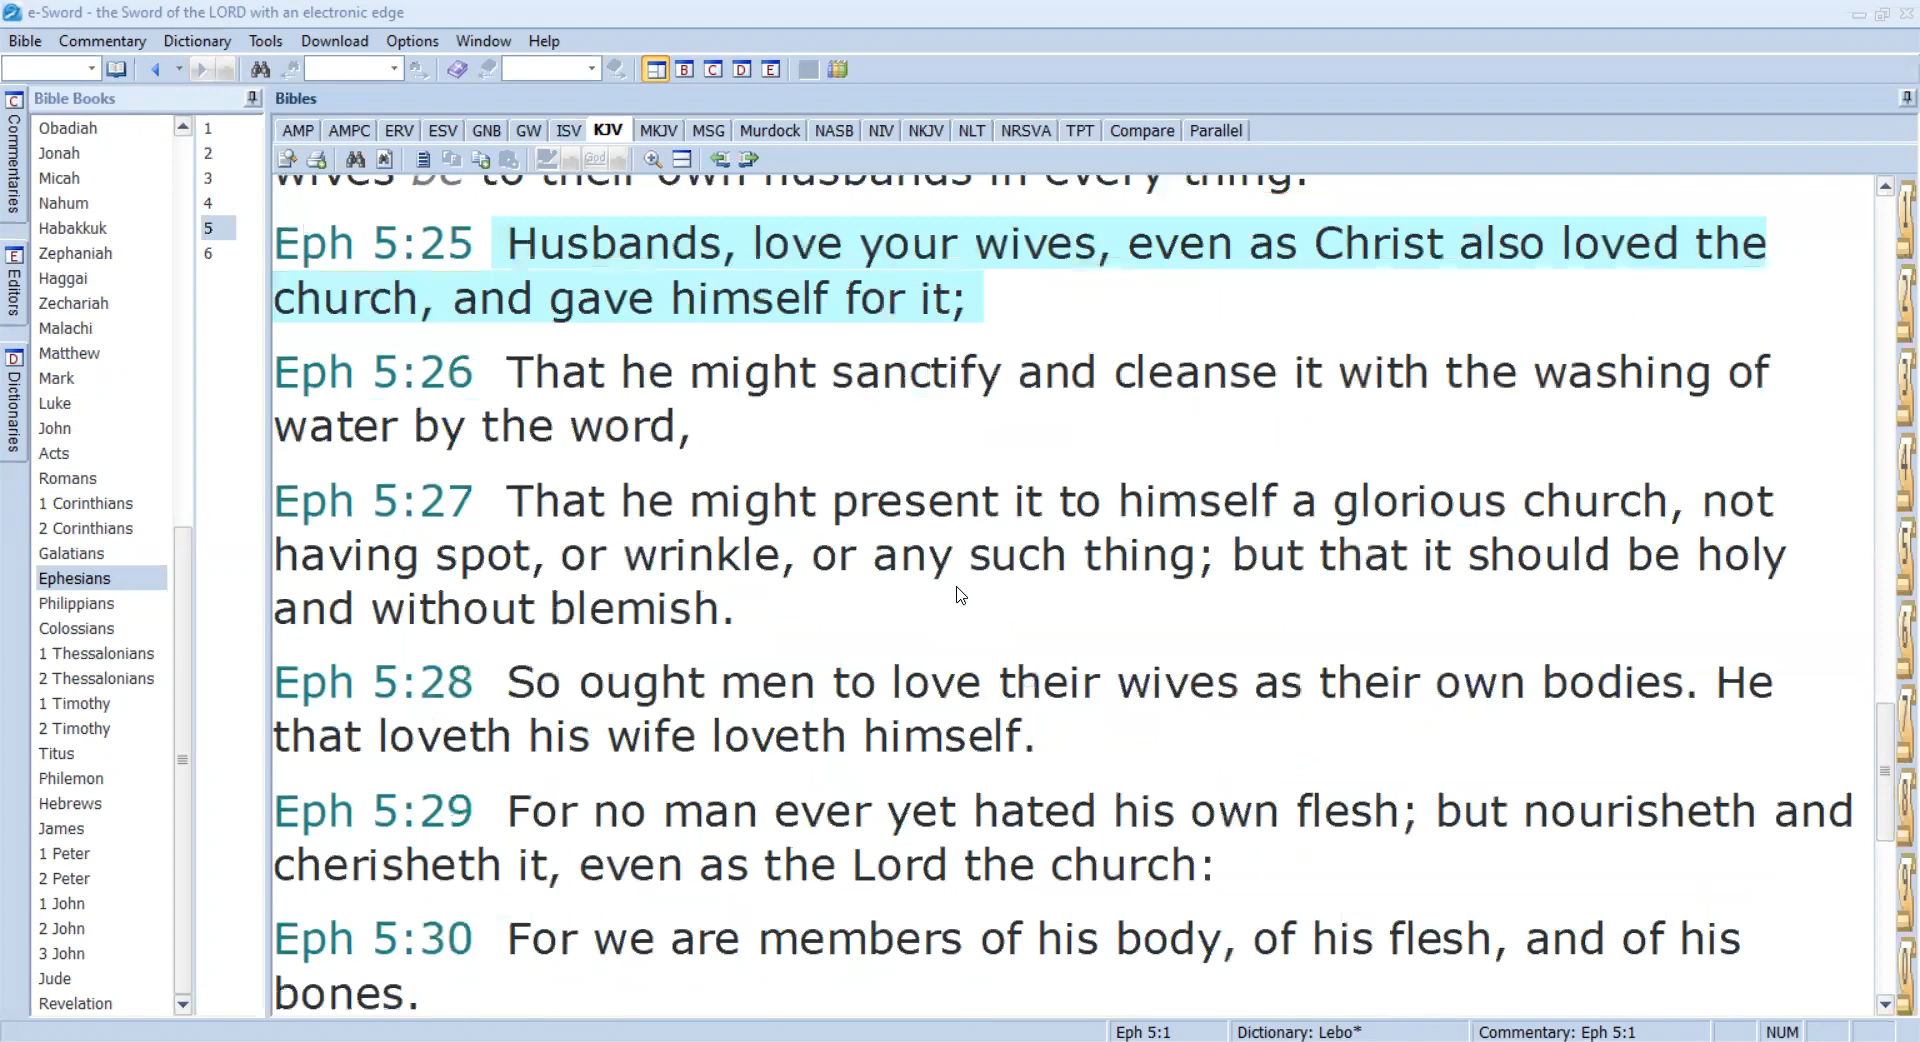 e-Sword - the Sword of the LORD with an electronic edge
Bible Commentary Dictionary Tools Download Options Window Help
B C D E
C Commentaries
E Editors
D Dictionaries
Bible Books
Obadiah
Jonah
Micah
Nahum
Habakkuk
Zephaniah
Haggai
Zechariah
Malachi
Matthew
Mark
Luke
John
Acts
Romans
1 Corinthians
2 Corinthians
Galatians
Ephesians
Philippians
Colossians
1 Thessalonians
2 Thessalonians
1 Timothy
2 Timothy
Titus
Philemon
Hebrews
James
1 Peter
2 Peter
1 John
2 John
3 John
Jude
Revelation
1
2
3
4
5
6
Bibles
AMP AMPC ERV ESV GNB GW ISV KJV MKJV MSG Murdock NASB NIV NKJV NLT NRSVA TPT Compare Parallel
God
wives be to their own husbands in every thing.
Eph 5:25 Husbands, love your wives, even as Christ also loved the
church, and gave himself for it;
Eph 5:26 That he might sanctify and cleanse it with the washing of
water by the word,
Eph 5:27 That he might present it to himself a glorious church, not
having spot, or wrinkle, or any such thing; but that it should be holy
and without blemish.
Eph 5:28 So ought men to love their wives as their own bodies. He
that loveth his wife loveth himself.
Eph 5:29 For no man ever yet hated his own flesh; but nourisheth and
cherisheth it, even as the Lord the church:
Eph 5:30 For we are members of his body, of his flesh, and of his
bones.
Eph 5:1 Dictionary: Lebo* Commentary: Eph 5:1 NUM